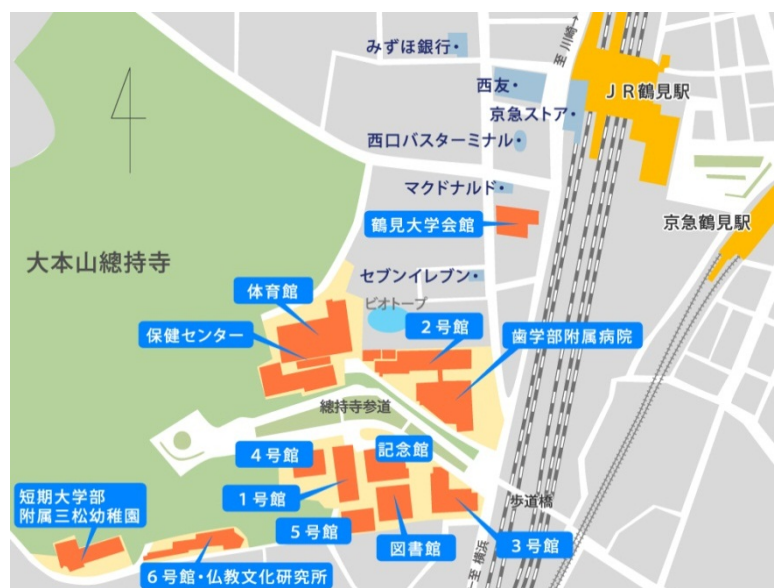 みずほ銀行
至 川崎→
西友
JR鶴見駅
京急ストア
西口バスターミナル
マクドナルド
鶴見大学会館
京急鶴見駅
大本山總持寺
セブンイレブン
体育館
ビオトープ
2号館
保健センター
歯学部附属病院
總持寺参道
記念館
4号館
1号館
短期大学部
附属三松幼稚園
歩道橋
5号館
図書館
3号館
6号館・仏教文化研究所
←至 横浜